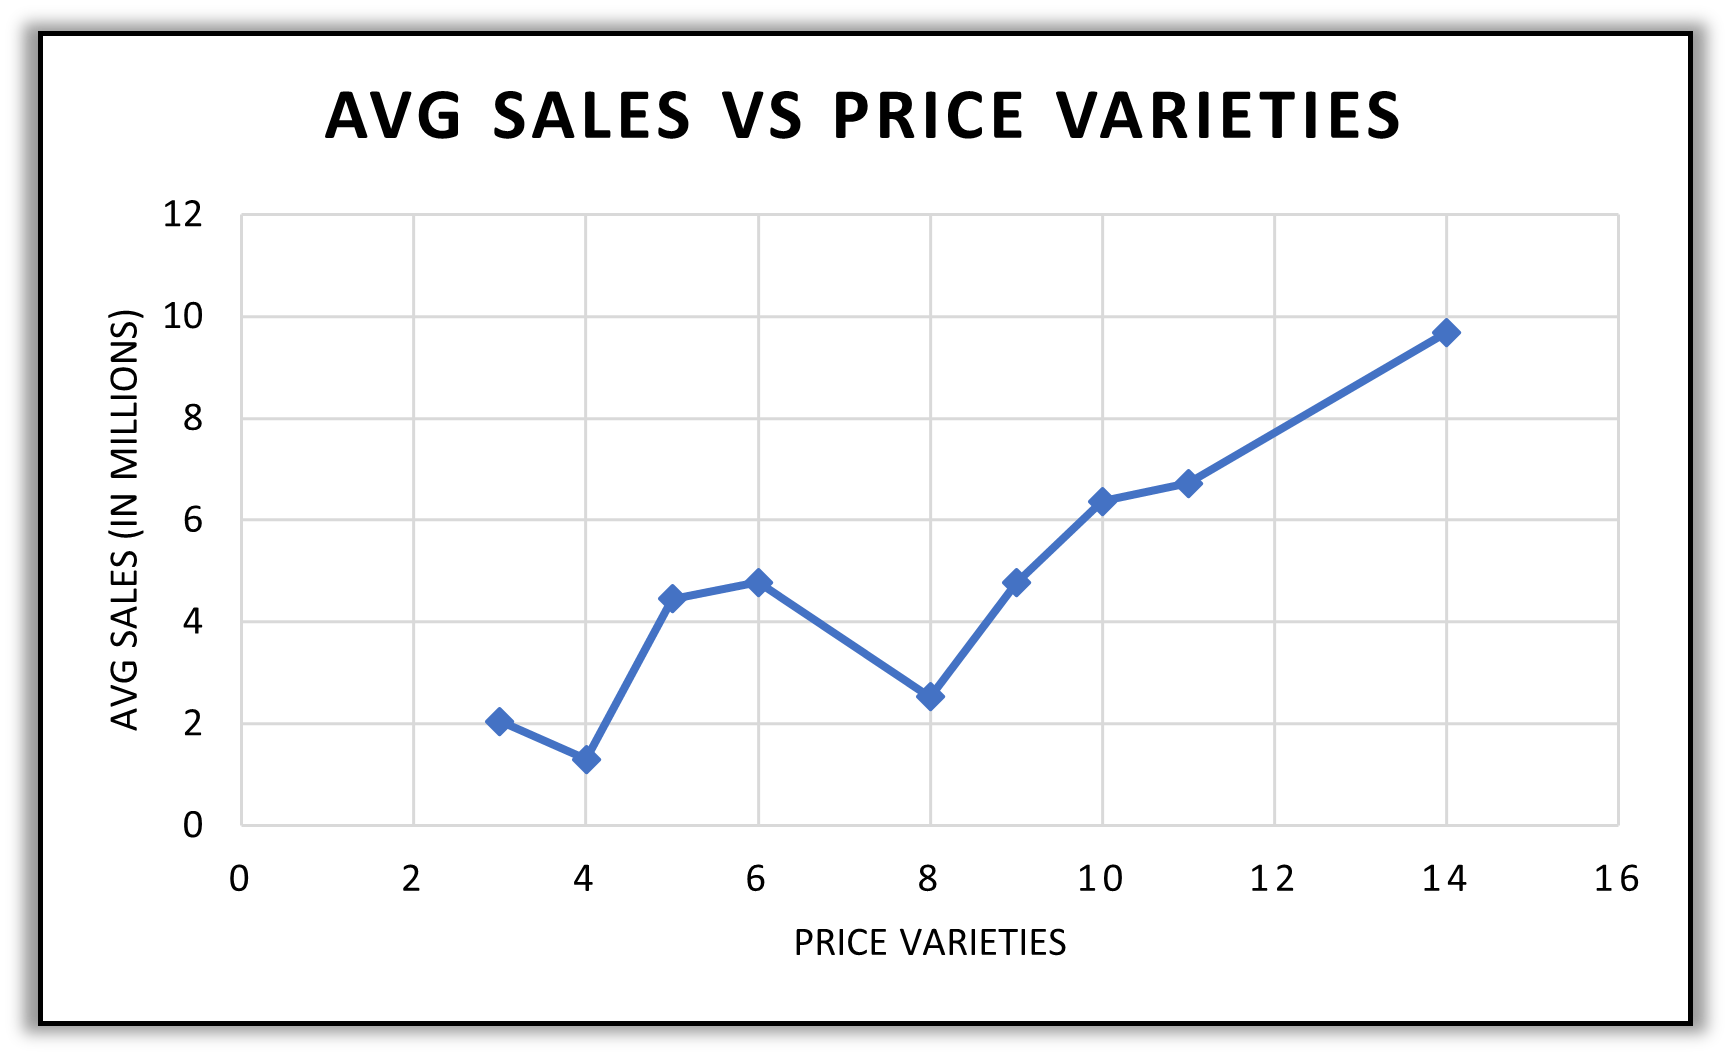 AVG SALES VS PRICE VARIETIES
12
10
8
6
4
2
0
AVG SALES (IN MILLIONS)
0 2 4 6 8 10 12 14 16
PRICE VARIETIES